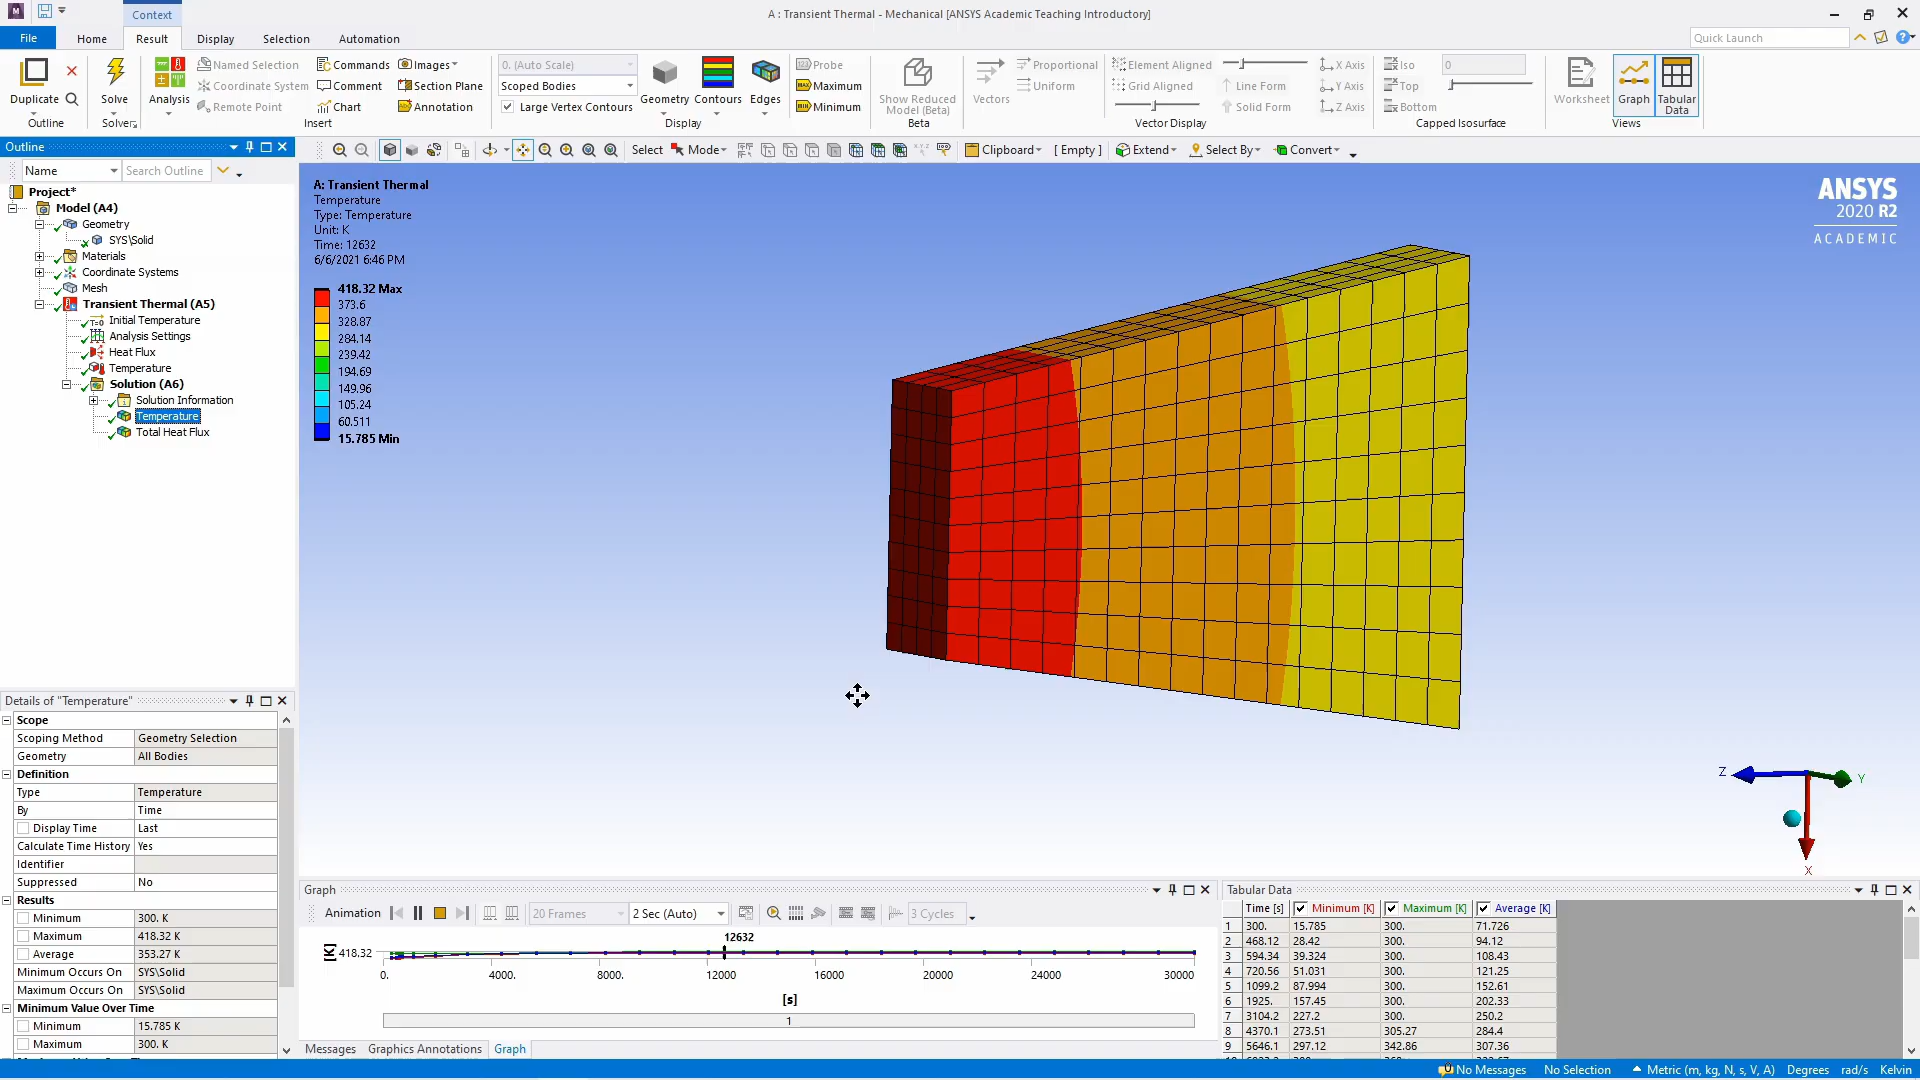 Context
A : Transient Thermal - Mechanical [ANSYS Academic Teaching Introductory]
File Home Result Display Selection Automation Quick Launch
Duplicate
Outline
Solve
Solver
Analysis
Named Selection
Coordinate System
Remote Point
Commands
Comment
Chart
Images
Section Plane
Annotation
Insert
0. (Auto Scale)
Scoped Bodies
Large Vertex Contours
Geometry
Contours
Edges
Display
Probe
Maximum
Minimum
Show Reduced
Model (Beta)
Beta
Vectors
Proportional
Uniform
Element Aligned
Grid Aligned
Line Form
Solid Form
X Axis
Y Axis
Z Axis
Vector Display
Iso
Top
Bottom
0
Capped Isosurface
Worksheet
Graph
Tabular
Data
Views
Outline
Select Mode Clipboard [ Empty ] Extend Select By Convert
Name Search Outline
Project*
Model (A4)
Geometry
SYS\Solid
Materials
Coordinate Systems
Mesh
Transient Thermal (A5)
Initial Temperature
Analysis Settings
Heat Flux
Temperature
Solution (A6)
Solution Information
Temperature
Total Heat Flux
A: Transient Thermal
Temperature
Type: Temperature
Unit: K
Time: 12632
6/6/2021 6:46 PM
418.32 Max
373.6
328.87
284.14
239.42
194.69
149.96
105.24
60.511
15.785 Min
ANSYS
2020 R2
ACADEMIC
Z
Y
X
Details of "Temperature"
Scope
Scoping Method Geometry Selection
Geometry All Bodies
Definition
Type Temperature
By Time
Display Time Last
Calculate Time History Yes
Identifier
Suppressed No
Results
Minimum 300. K
Maximum 418.32 K
Average 353.27 K
Minimum Occurs On SYS\Solid
Maximum Occurs On SYS\Solid
Minimum Value Over Time
Minimum 15.785 K
Maximum 300. K
Graph
Animation 20 Frames 2 Sec (Auto) 3 Cycles
12632
[K] 418.32
0. 4000. 8000. 12000 16000 20000 24000 30000
[s]
1
Messages Graphics Annotations Graph
Tabular Data
Time [s] Minimum [K] Maximum [K] Average [K]
1 300. 15.785 300. 71.726
2 468.12 28.42 300. 94.12
3 594.34 39.324 300. 108.43
4 720.56 51.031 300. 121.25
5 1099.2 87.994 300. 152.61
6 1925. 157.45 300. 202.33
7 3104.2 227.2 300. 250.2
8 4370.1 273.51 305.27 284.4
9 5646.1 297.12 342.86 307.36
No Messages No Selection Metric (m, kg, N, s, V, A) Degrees rad/s Kelvin